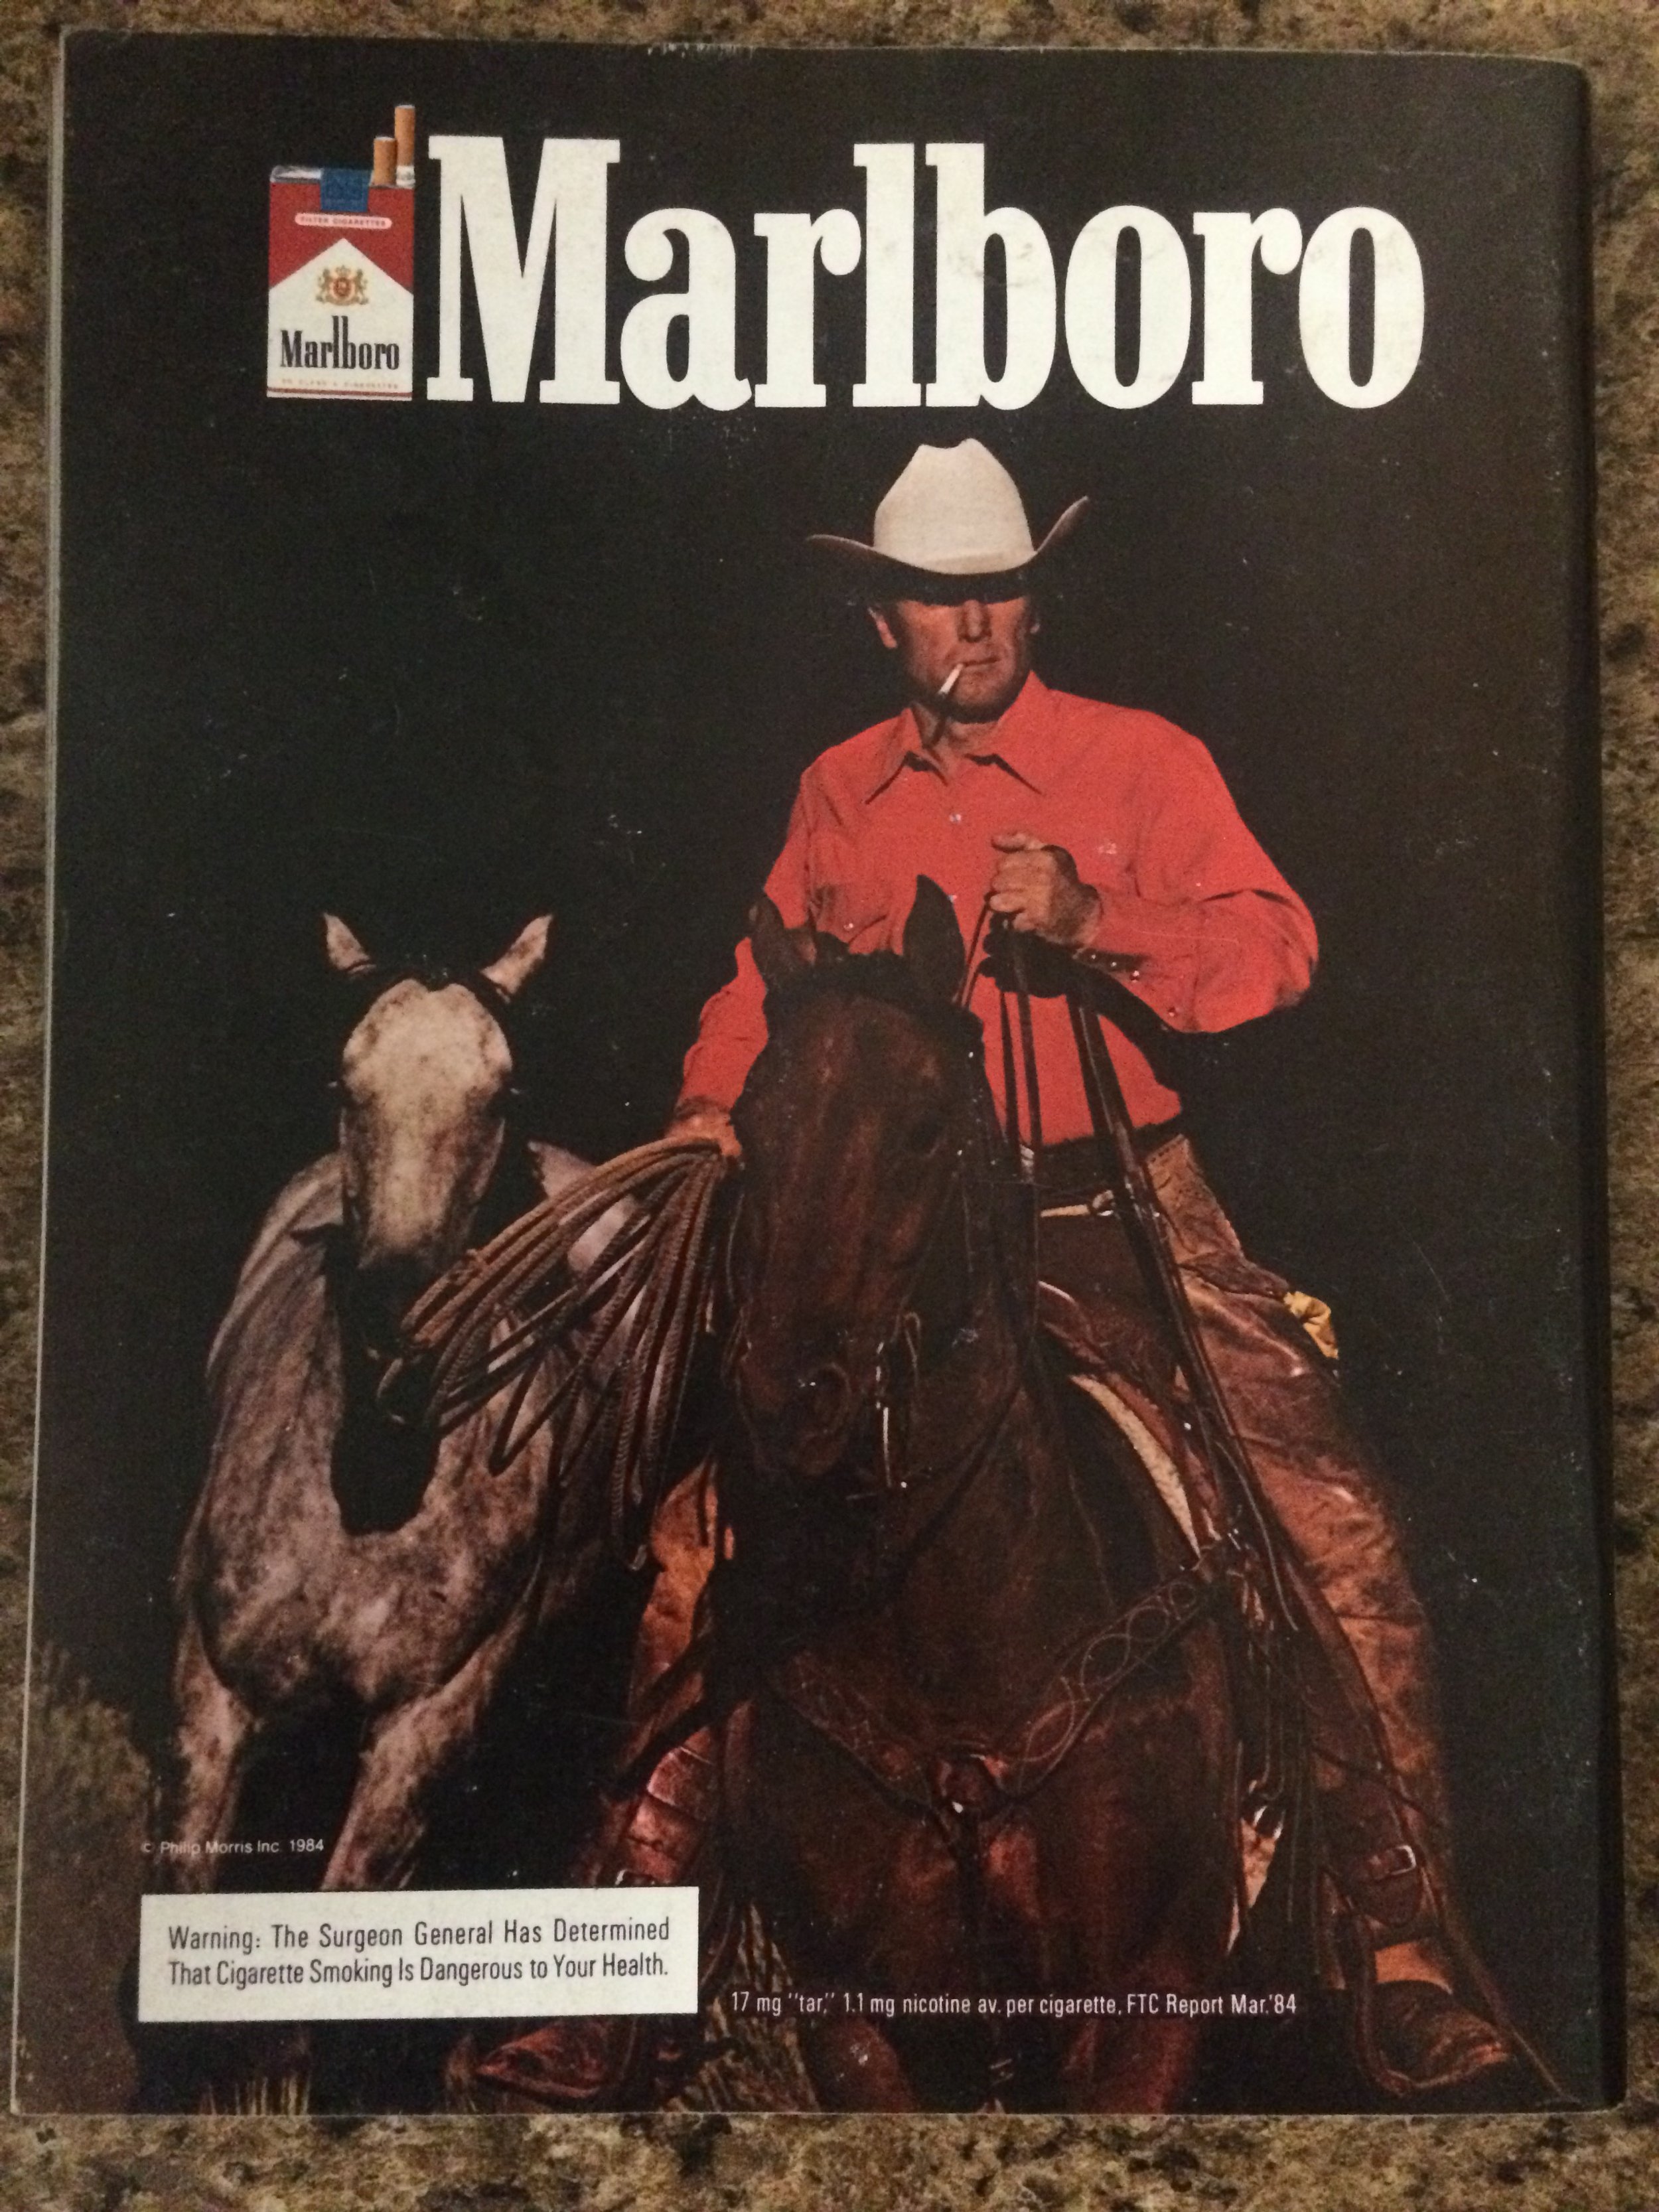 Marlboro
FILTER CIGARETTES
Marlboro
© Philip Morris Inc. 1984
Warning: The Surgeon General Has Determined
That Cigarette Smoking Is Dangerous to Your Health.
17 mg "tar," 1.1 mg nicotine av. per cigarette, FTC Report Mar.'84